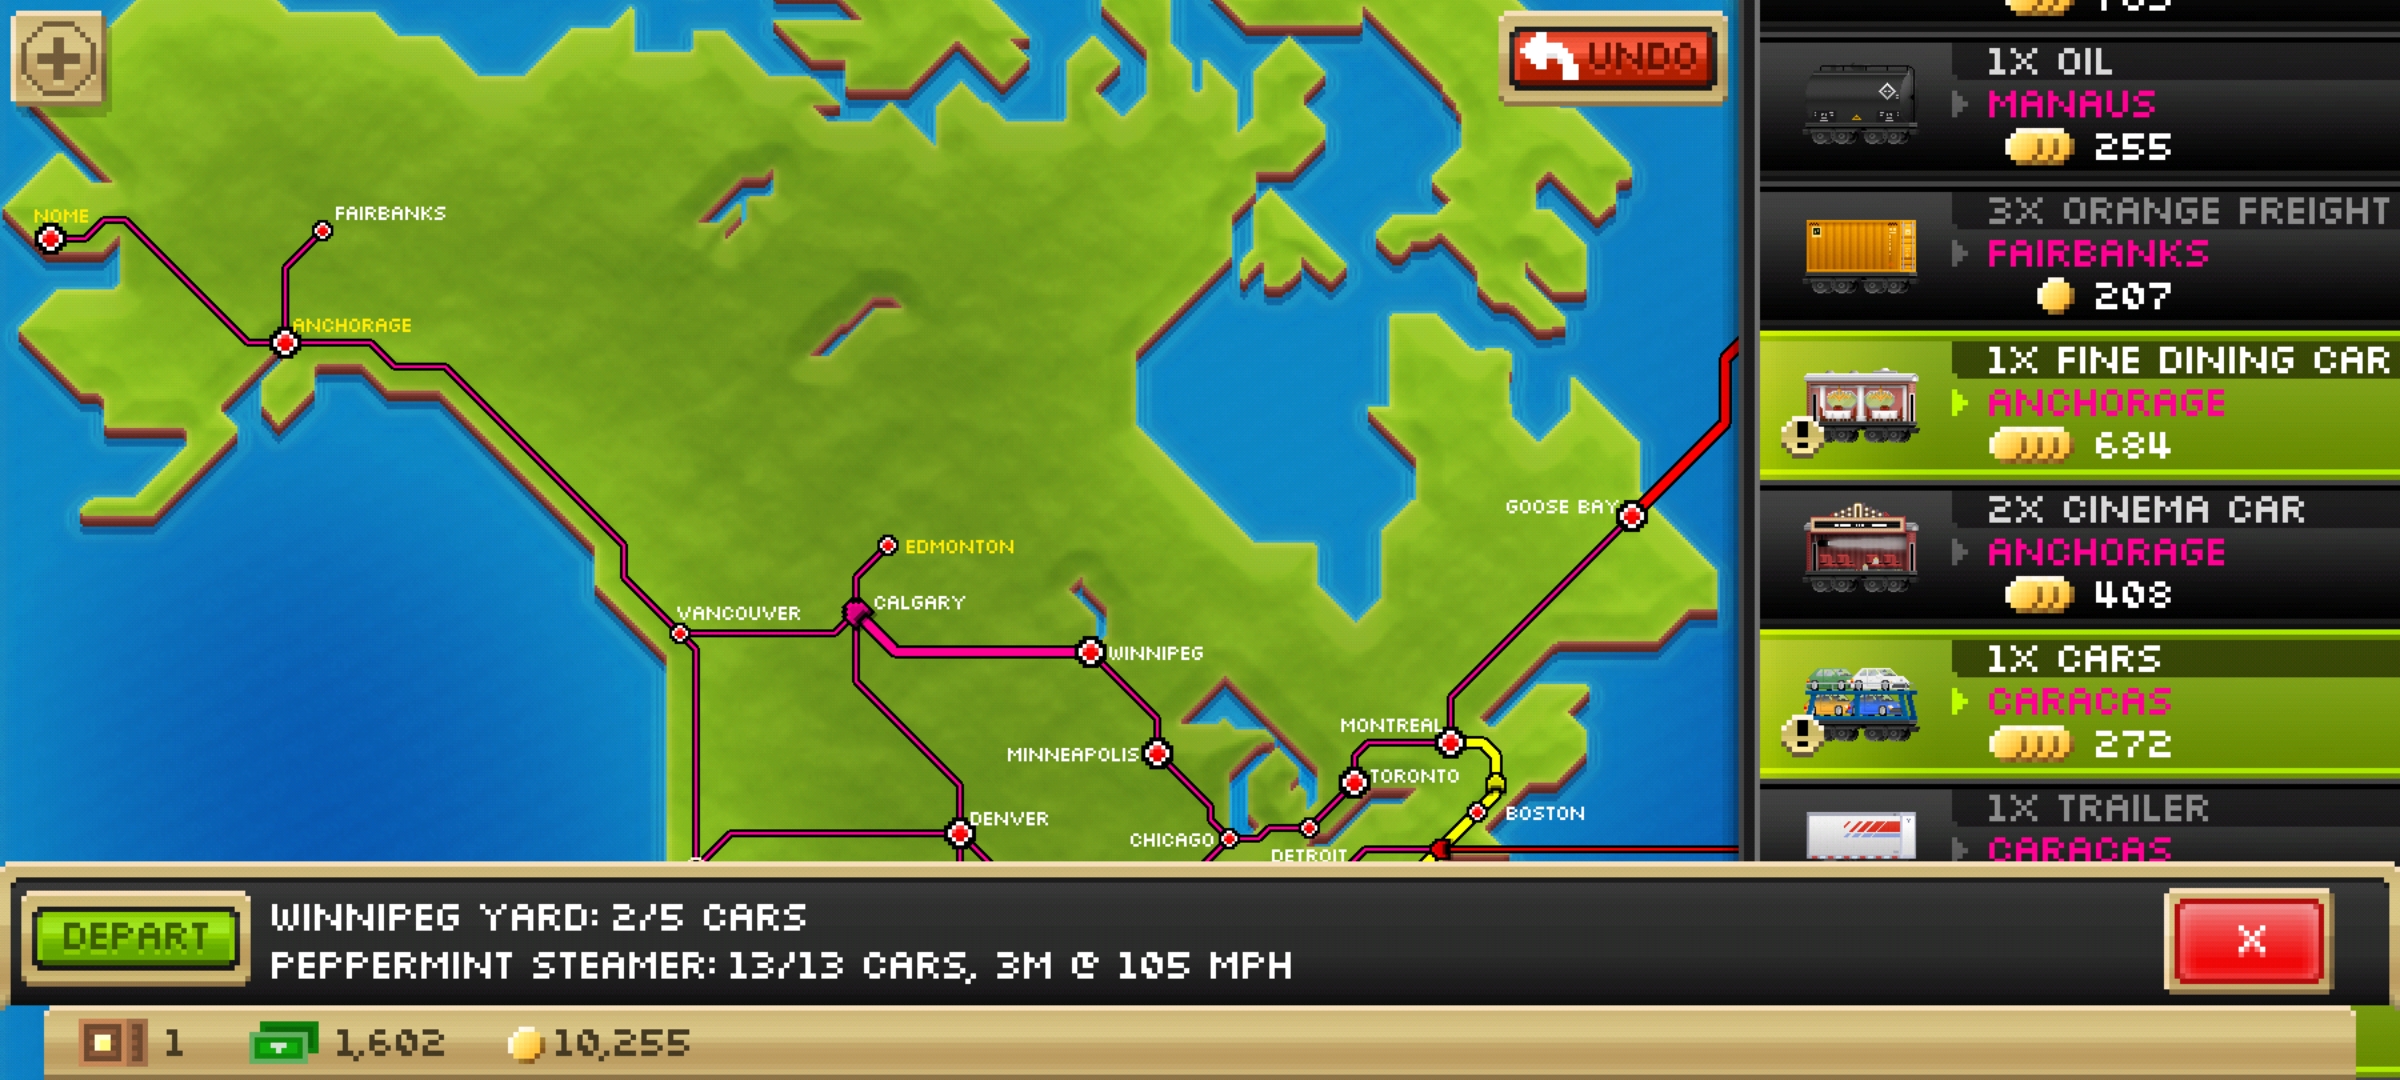 UNDO
NOME
FAIRBANKS
ANCHORAGE
GOOSE BAY
EDMONTON
CALGARY
VANCOUVER
WINNIPEG
MONTREAL
MINNEAPOLIS
TORONTO
DENVER
BOSTON
CHICAGO
DETROIT
1X OIL
MANAUS
255
3X ORANGE FREIGHT
FAIRBANKS
207
1X FINE DINING CAR
ANCHORAGE
684
2X CINEMA CAR
ANCHORAGE
408
1X CARS
CARACAS
272
1X TRAILER
CARACAS
DEPART
WINNIPEG YARD: 2/5 CARS
PEPPERMINT STEAMER: 13/13 CARS, 3M @ 105 MPH
X
1
1,602
10,255